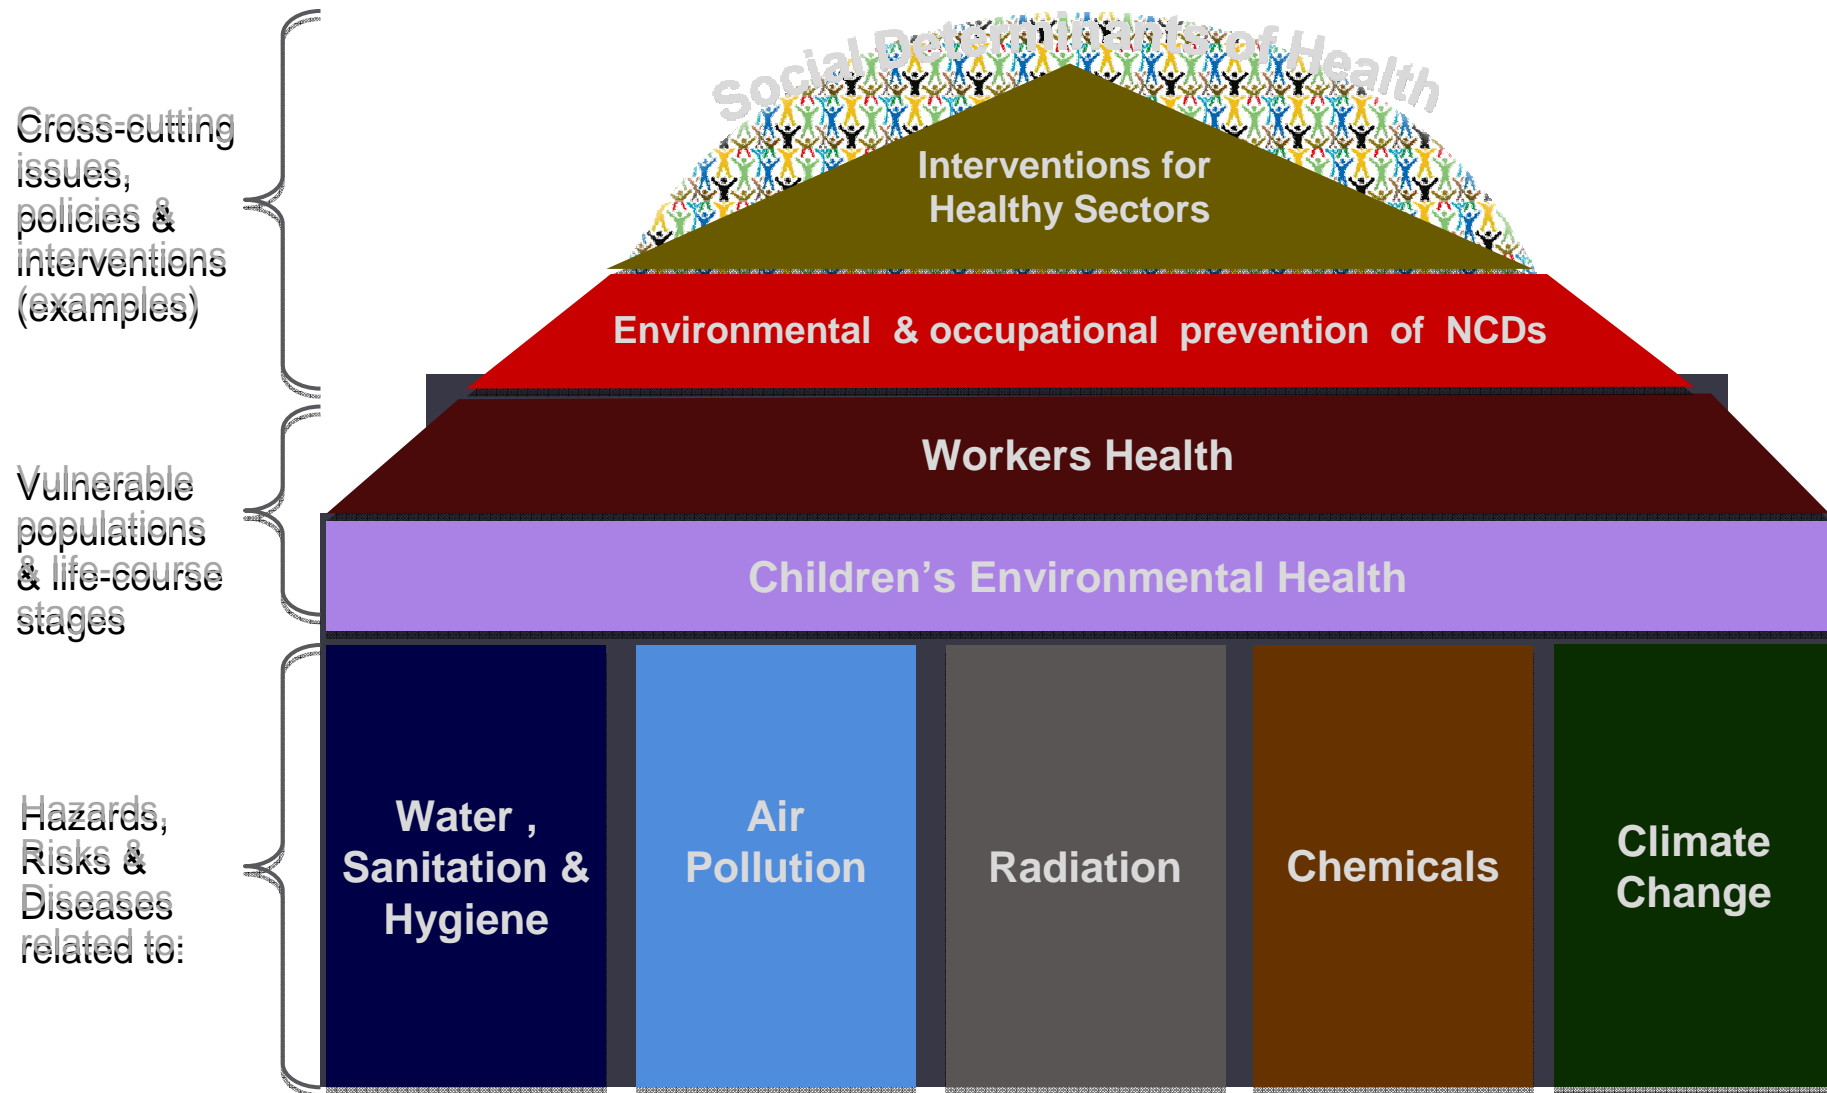 Social Determinants of Health
Cross-cutting
issues,
policies &
interventions
(examples)
Interventions for
Healthy Sectors
Environmental & occupational prevention of NCDs
Vulnerable
populations
& life-course
stages
Workers Health
Children’s Environmental Health
Hazards,
Risks &
Diseases
related to:
Water ,
Sanitation &
Hygiene
Air
Pollution
Radiation
Chemicals
Climate
Change